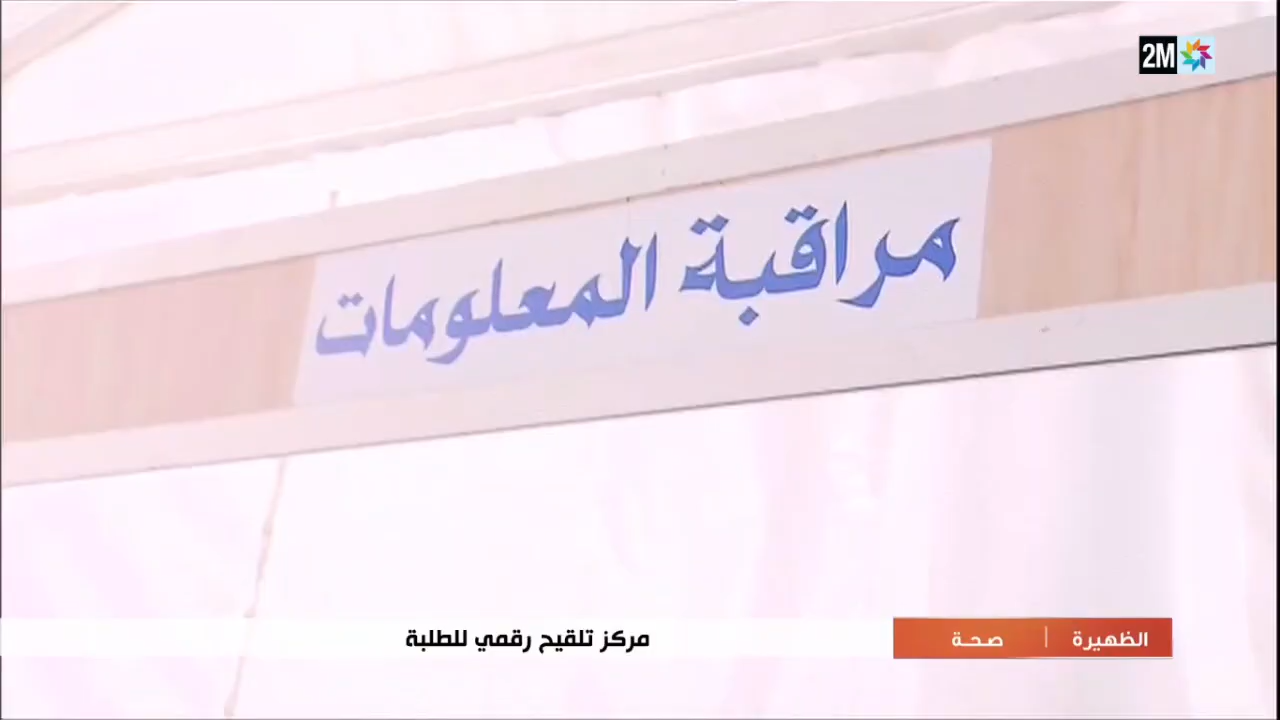 2M
مراقبة المعلومات
الظهيرة | صحة
مركز تلقيح رقمي للطلبة